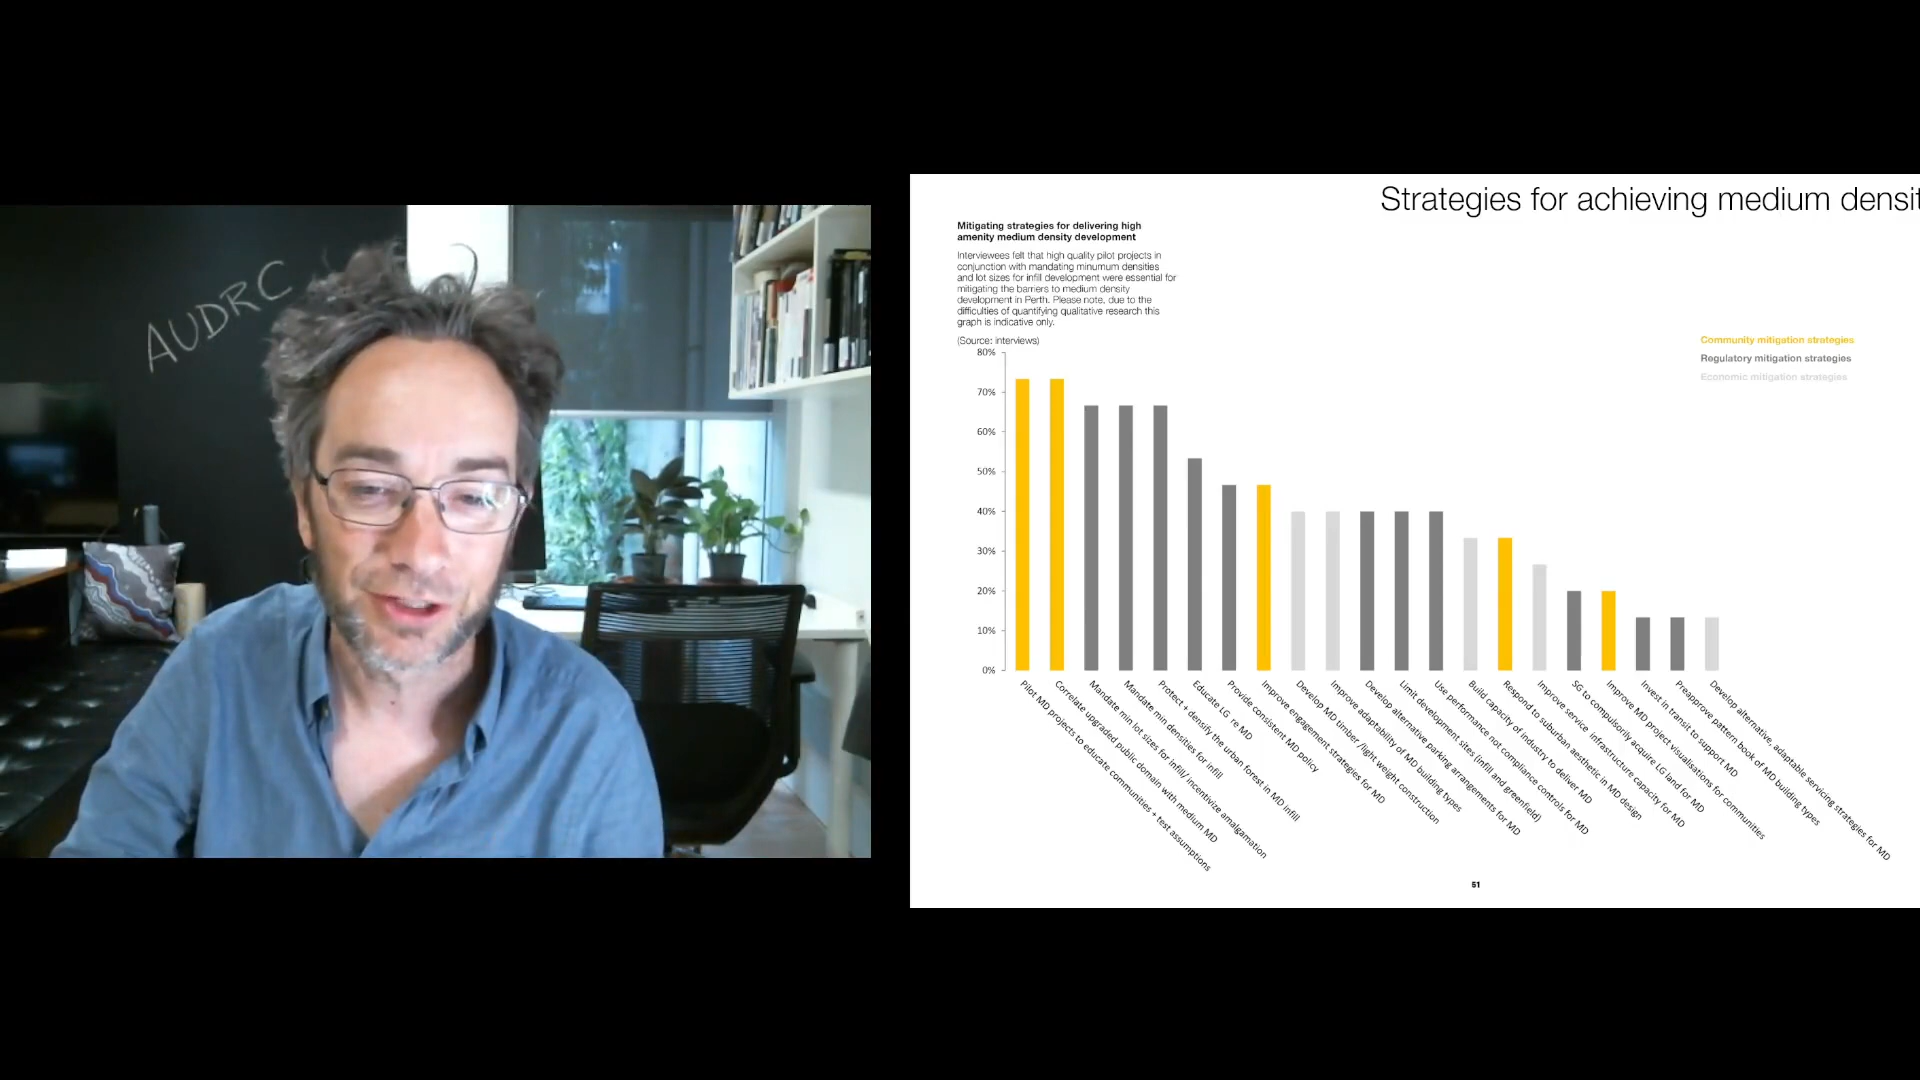 AUDRC
Strategies for achieving medium densit
Mitigating strategies for delivering high
amenity medium density development
Interviewees felt that high quality pilot projects in
conjunction with mandating minumum densities
and lot sizes for infill development were essential for
mitigating the barriers to medium density
development in Perth. Please note, due to the
difficulties of quantifying qualitative research this
graph is indicative only.
(Source: interviews)
Community mitigation strategies
Regulatory mitigation strategies
Economic mitigation strategies
80%
70%
60%
50%
40%
30%
20%
10%
0%
Pilot MD projects to educate communities + test assumptions
Correlate upgraded public domain with medium MD
Mandate min lot sizes for infill/ incentivize amalgamation
Mandate min densities for infill
Protect + densify the urban forest in MD infill
Educate LG re MD
Provide consistent MD policy
Improve engagement strategies for MD
Develop MD timber /light weight construction
Improve adaptability of MD building types
Develop alternative parking arrangements for MD
Limit development sites (infill and greenfield)
Use performance not compliance controls for MD
Build capacity of industry to deliver MD
Respond to suburban aesthetic in MD design
Improve service infrastructure capacity for MD
SG to compulsorily acquire LG land for MD
Improve MD project visualisations for communities
Invest in transit to support MD
Preapprove pattern book of MD building types
Develop alternative, adaptable servicing strategies for MD
51